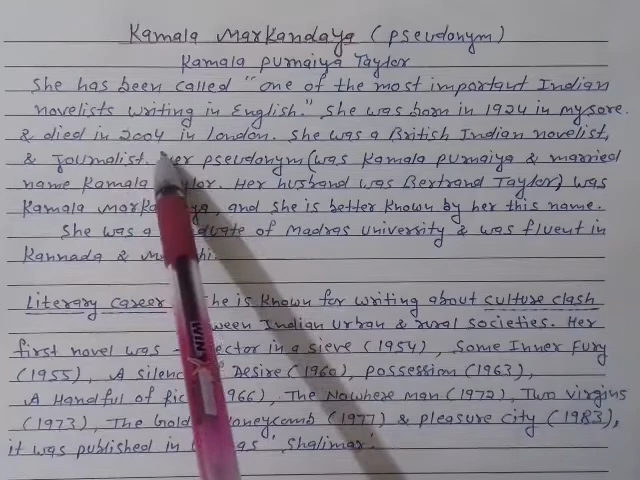 Kamala Markandaya (Pseudonym)
Kamala Purnaiya Taylor
She has been called "one of the most important Indian
novelists writing in English." She was born in 1924 in mysore.
& died in 2004 in London. She was a British Indian novelist,
& Journalist. Her pseudonym (was Kamala Purnaiya & married
name Kamala Taylor. Her husband was Bertrand Taylor) was
Kamala Markandaya, and she is better known by her this name.
She was a graduate of Madras University & was fluent in
Kannada &
Literary career She is known for writing about culture clash
between Indian urban & rural societies. Her
first novel was - Nectar in a sieve (1954), Some Inner Fury
(1955), A Silence of Desire (1960), Possession (1963),
A Handful of Rice (1966), The Nowhere man (1972), Two virgins
(1973), The Golden Honeycomb (1977) & pleasure city (1983),
it was published in as 'Shalimar'.
WIN